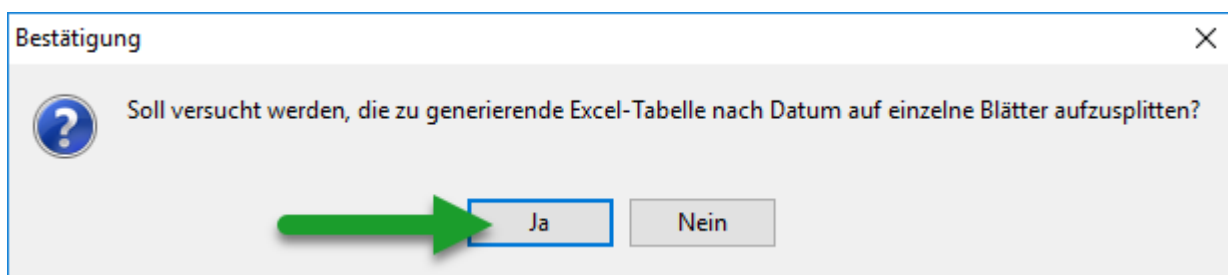 Bestätigung
Soll versucht werden, die zu generierende Excel-Tabelle nach Datum auf einzelne Blätter aufzusplitten?
Ja
Nein